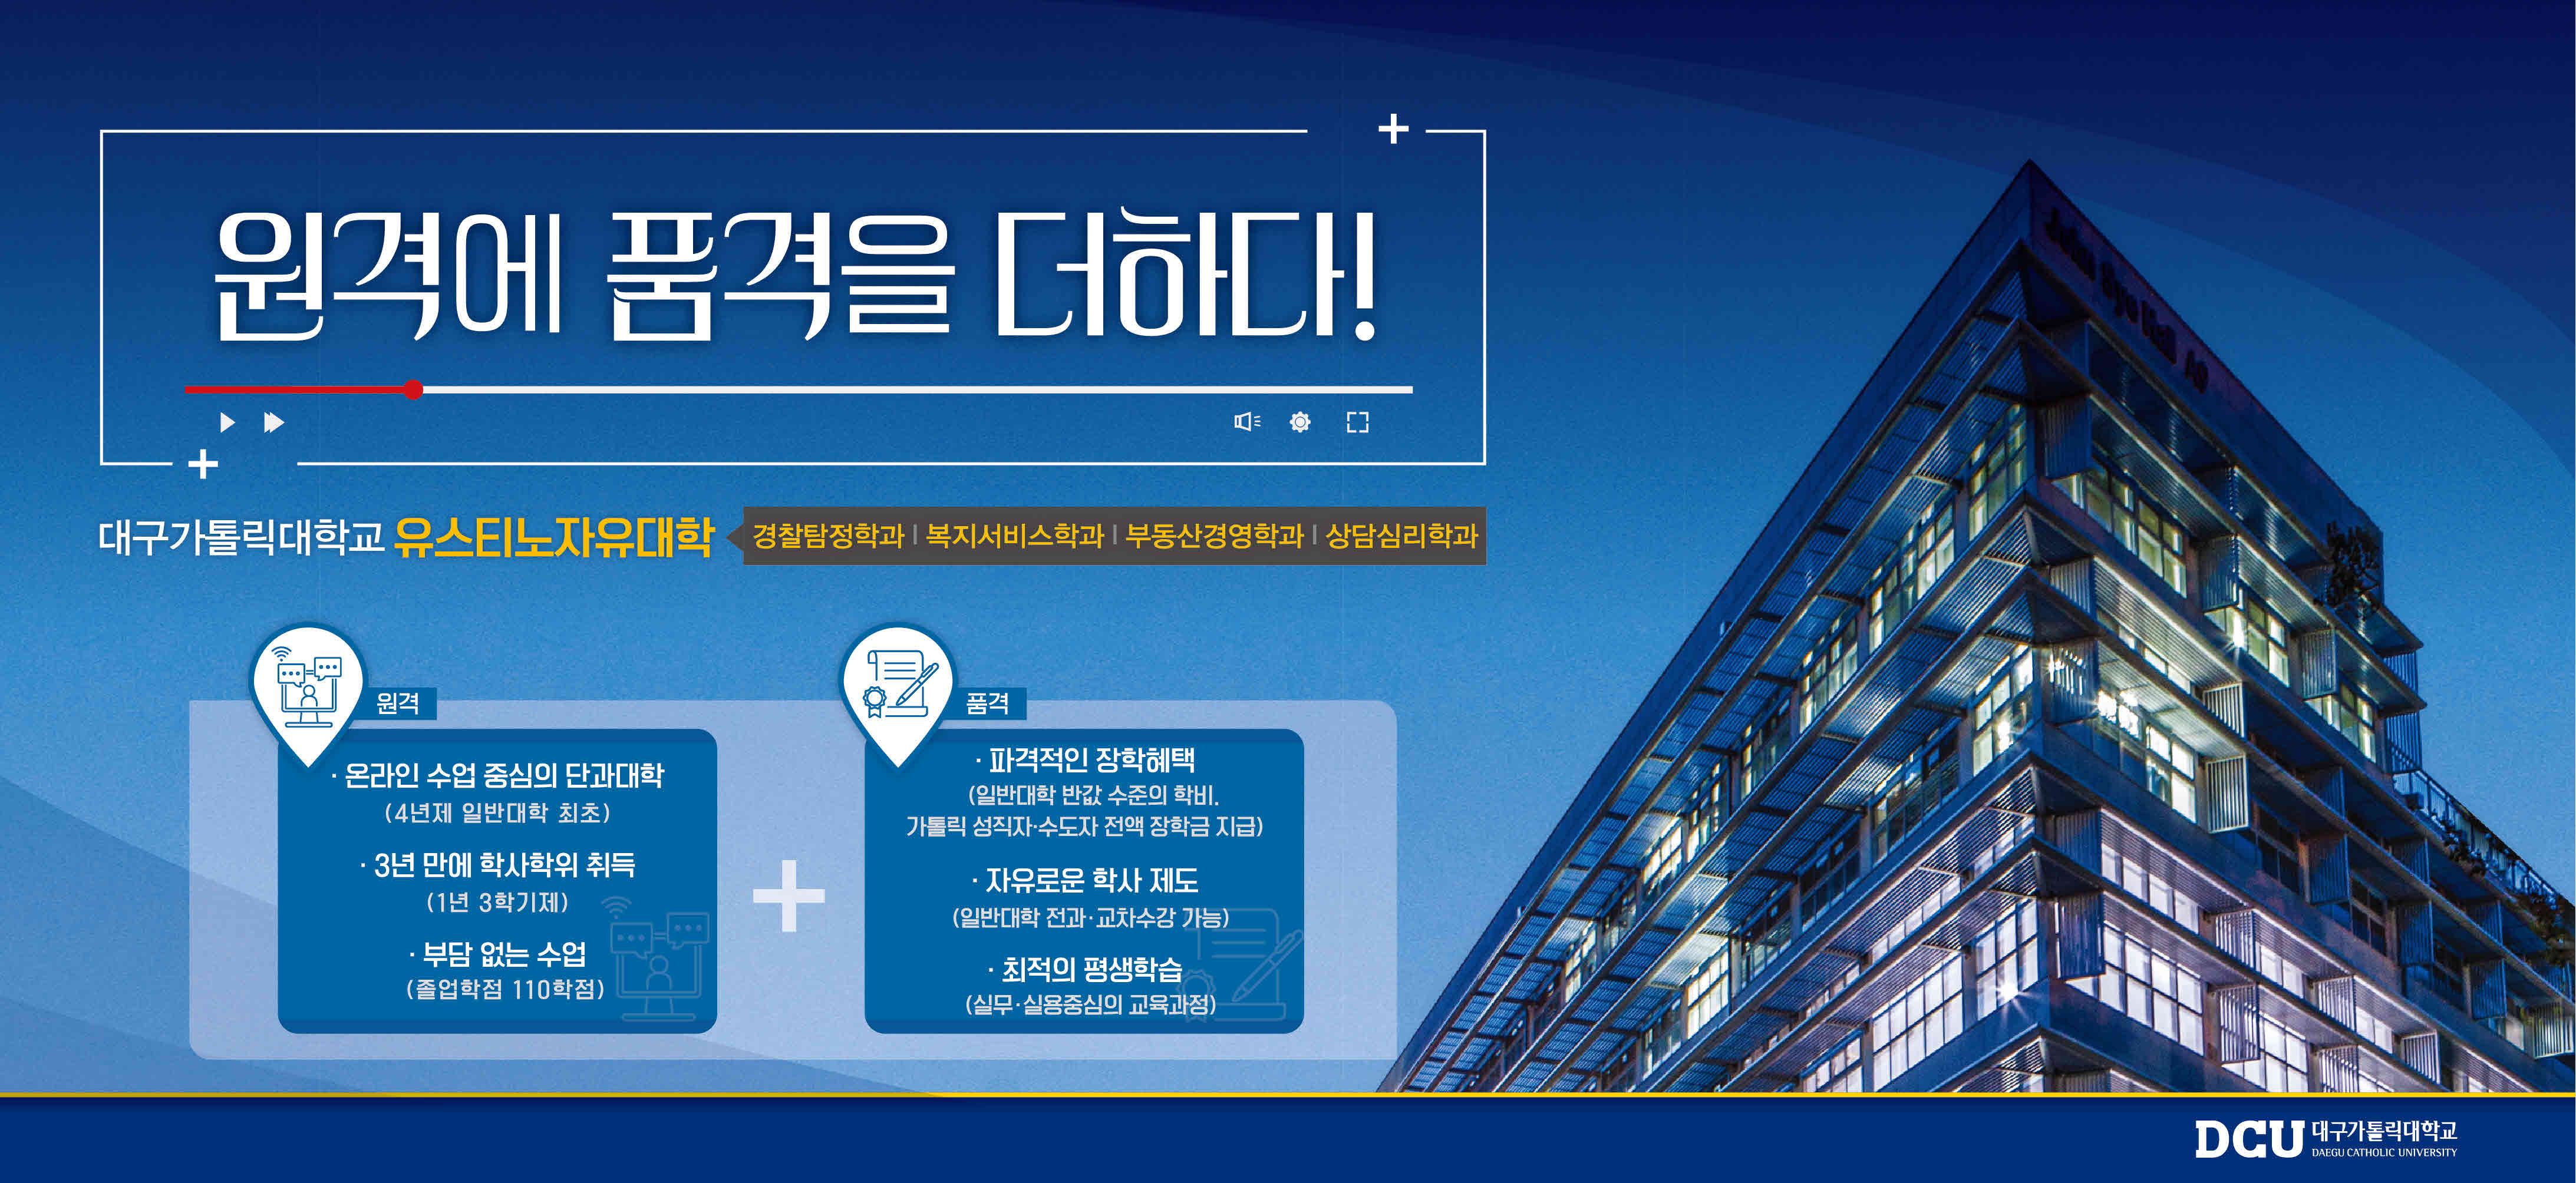 원격에 품격을 더하다!
대구가톨릭대학교 유스티노자유대학 경찰탐정학과 | 복지서비스학과 | 부동산경영학과 | 상담심리학과
원격
· 온라인 수업 중심의 단과대학
(4년제 일반대학 최초)
· 3년 만에 학사학위 취득
(1년 3학기제)
· 부담 없는 수업
(졸업학점 110학점)
품격
· 파격적인 장학혜택
(일반대학 반값 수준의 학비.
가톨릭 성직자·수도자 전액 장학금 지급)
· 자유로운 학사 제도
(일반대학 전과·교차수강 가능)
· 최적의 평생학습
(실무·실용중심의 교육과정)
DCU 대구가톨릭대학교
DAEGU CATHOLIC UNIVERSITY